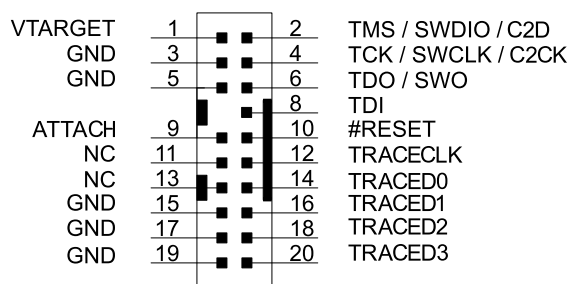 VTARGET 1 2 TMS / SWDIO / C2D
GND 3 4 TCK / SWCLK / C2CK
GND 5 6 TDO / SWO
8 TDI
ATTACH 9 10 #RESET
NC 11 12 TRACECLK
NC 13 14 TRACED0
GND 15 16 TRACED1
GND 17 18 TRACED2
GND 19 20 TRACED3